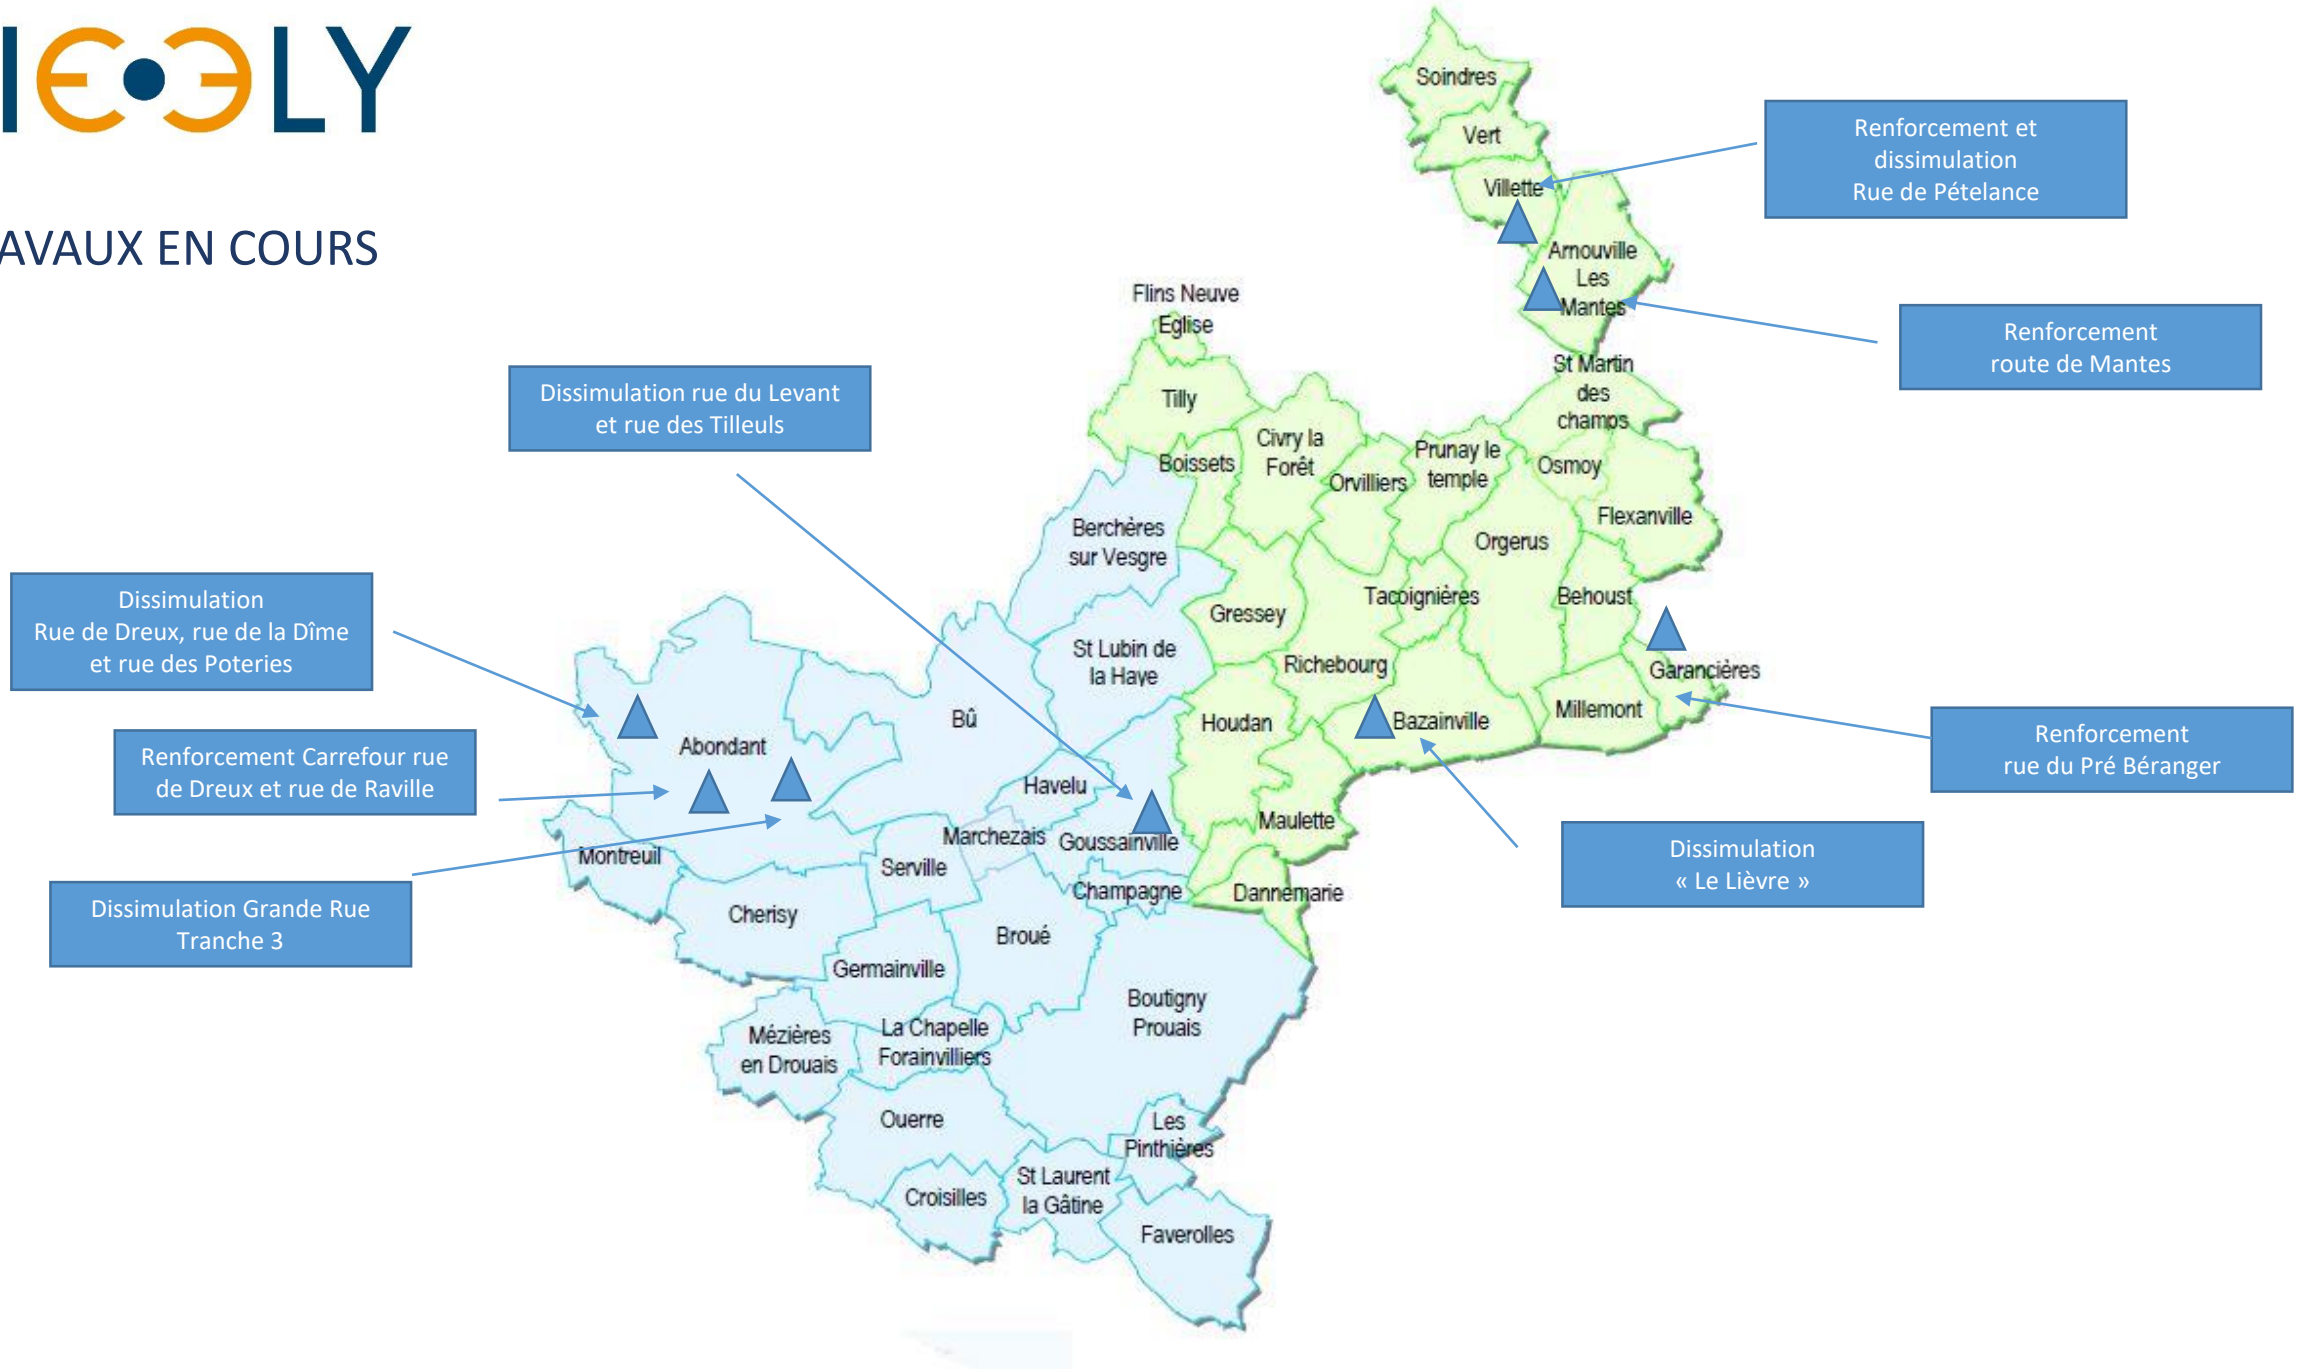 IEELY
AVAUX EN COURS
Soindres
Vert
Villette
Renforcement et
dissimulation
Rue de Pételance
Arnouville
Les
Mantes
Renforcement
route de Mantes
Flins Neuve
Eglise
St Martin
des
champs
Dissimulation rue du Levant
et rue des Tilleuls
Tilly
Civry la
Forêt
Boissets
Orvilliers
Prunay le
temple
Osmoy
Flexanville
Berchères
sur Vesgre
Orgerus
Tacoignières
Behoust
Gressey
Dissimulation
Rue de Dreux, rue de la Dîme
et rue des Poteries
St Lubin de
la Haye
Richebourg
Garancières
Bû
Houdan
Bazainville
Millemont
Abondant
Renforcement Carrefour rue
de Dreux et rue de Raville
Renforcement
rue du Pré Béranger
Havelu
Maulette
Marchezais
Goussainville
Montreuil
Serville
Dissimulation
« Le Lièvre »
Champagne
Dannemarie
Dissimulation Grande Rue
Tranche 3
Cherisy
Broué
Germainville
Boutigny
Prouais
Mézières
en Drouais
La Chapelle
Forainvilliers
Ouerre
Les
Pinthières
St Laurent
la Gâtine
Croisilles
Faverolles